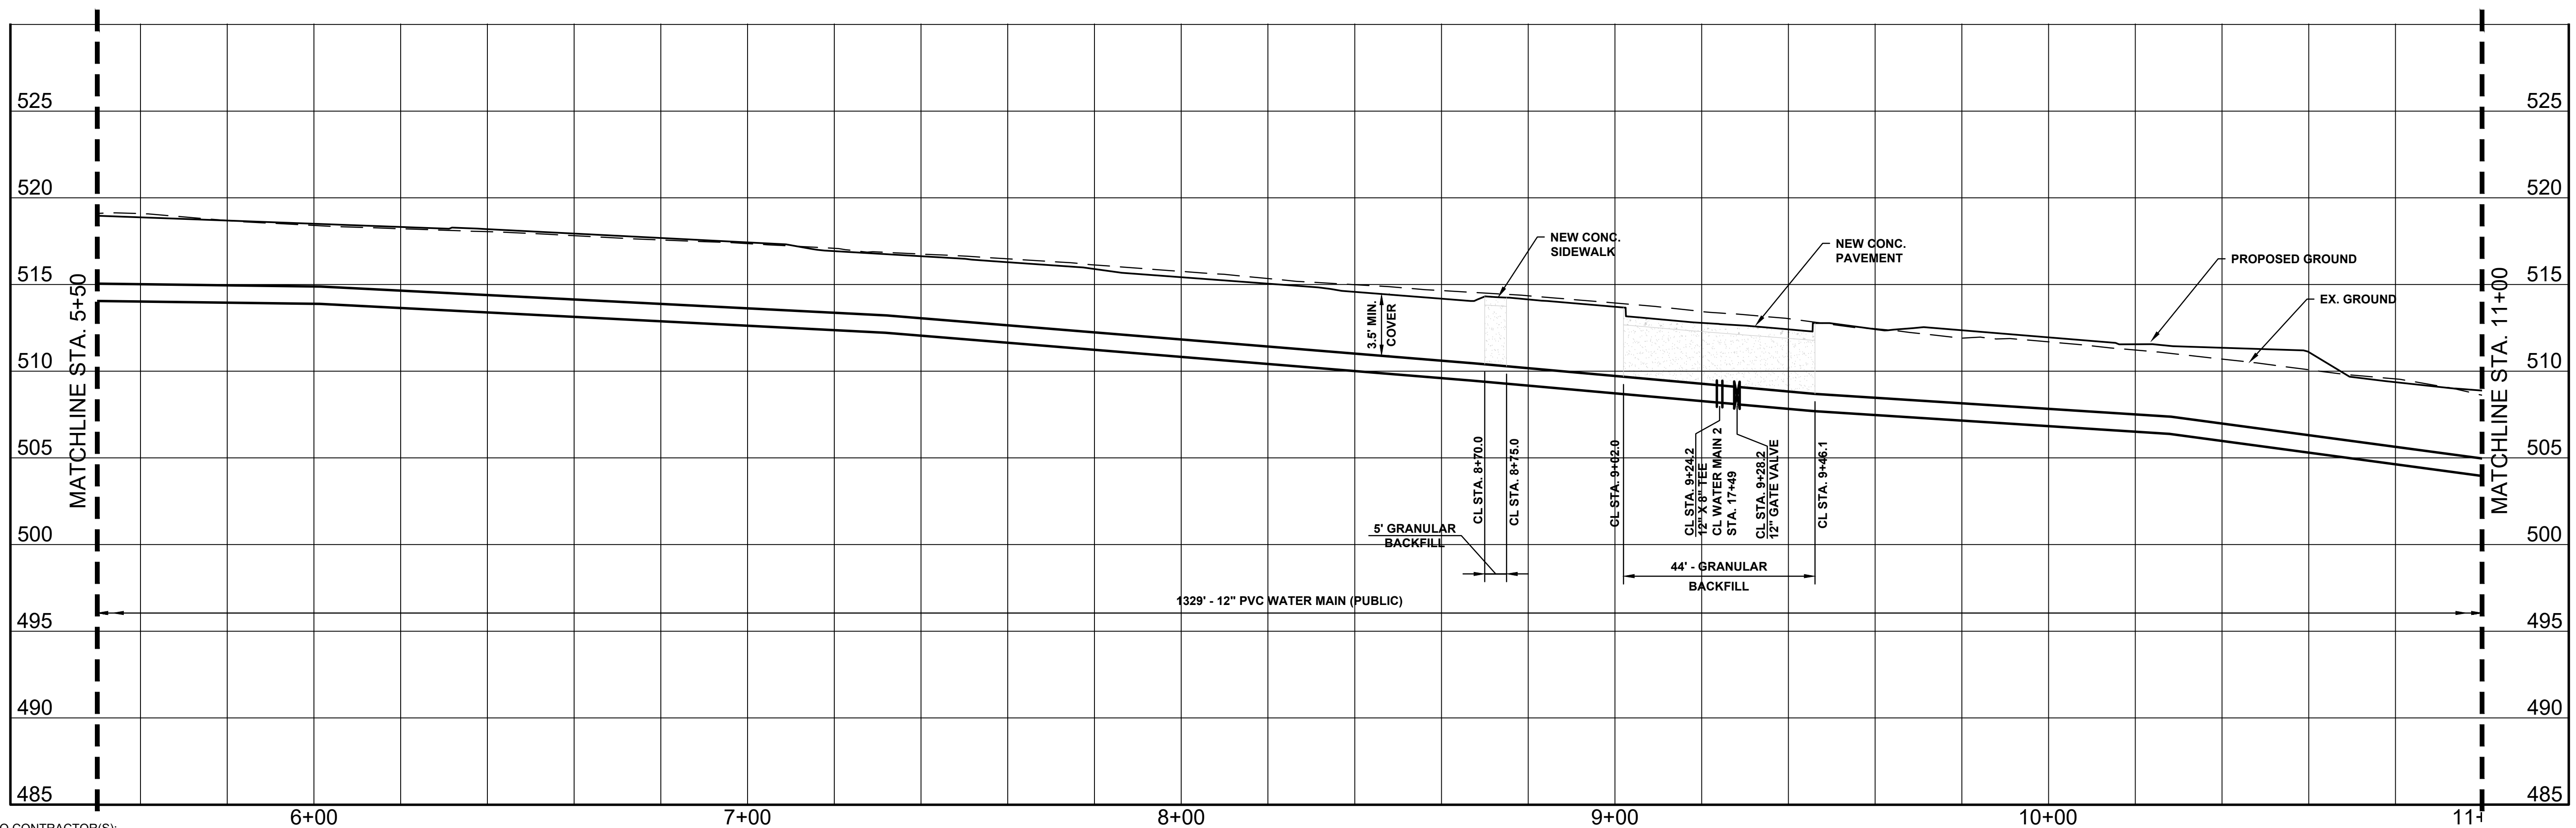 525
525
520
520
515
515
510
510
505
505
500
500
495
495
490
490
485
485
MATCHLINE STA. 5+50
MATCHLINE STA. 11+00
NEW CONC.
SIDEWALK
NEW CONC.
PAVEMENT
PROPOSED GROUND
EX. GROUND
3.5' MIN.
COVER
CL STA. 8+70.0
CL STA. 8+75.0
CL STA. 9+02.0
CL STA. 9+24.2
12" X 8" TEE
CL WATER MAIN 2
STA. 17+49
CL STA. 9+28.2
12" GATE VALVE
CL STA. 9+46.1
5' GRANULAR
BACKFILL
44' - GRANULAR
BACKFILL
1329' - 12" PVC WATER MAIN (PUBLIC)
6+00
7+00
8+00
9+00
10+00
11+
O CONTRACTOR(S):